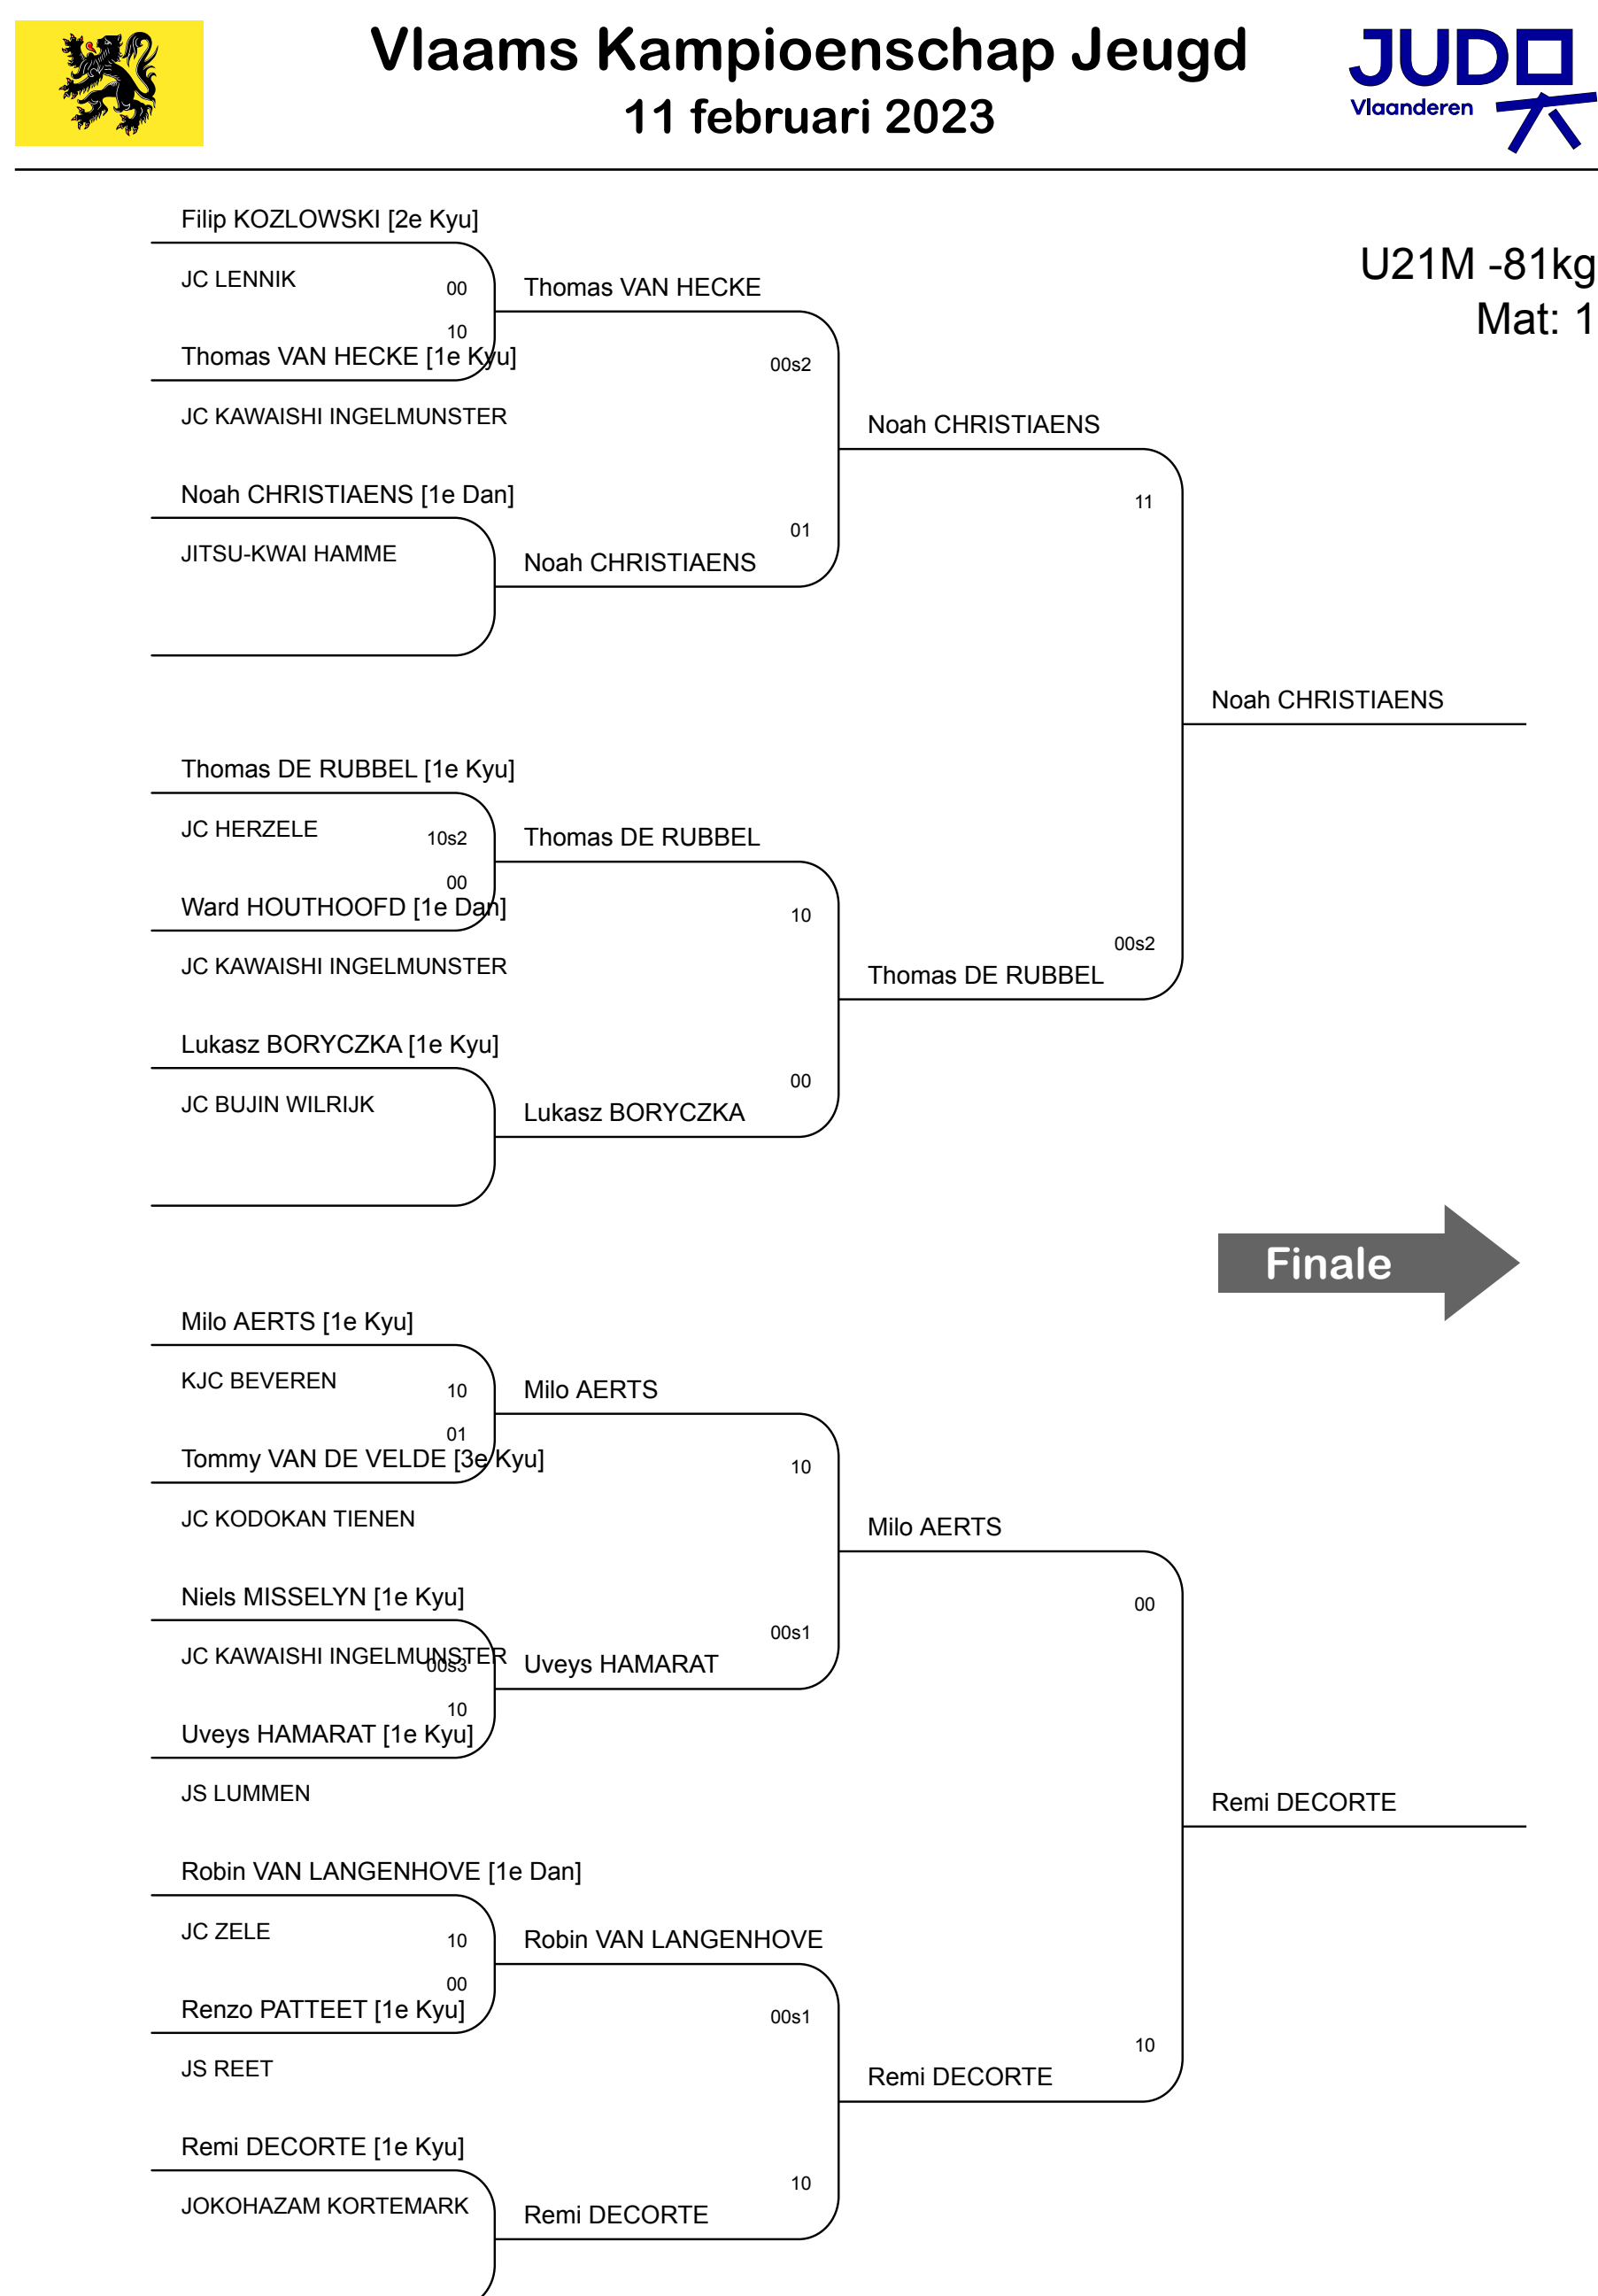 Vlaams Kampioenschap Jeugd
11 februari 2023
JUDO
Vlaanderen
U21M -81kg
Mat: 1
Filip KOZLOWSKI [2e Kyu]
JC LENNIK
00
Thomas VAN HECKE
10
Thomas VAN HECKE [1e Kyu]
00s2
JC KAWAISHI INGELMUNSTER
Noah CHRISTIAENS
Noah CHRISTIAENS [1e Dan]
11
01
JITSU-KWAI HAMME
Noah CHRISTIAENS
Noah CHRISTIAENS
Thomas DE RUBBEL [1e Kyu]
JC HERZELE
10s2
Thomas DE RUBBEL
00
Ward HOUTHOOFD [1e Dan]
10
00s2
JC KAWAISHI INGELMUNSTER
Thomas DE RUBBEL
Lukasz BORYCZKA [1e Kyu]
00
JC BUJIN WILRIJK
Lukasz BORYCZKA
Finale
Milo AERTS [1e Kyu]
KJC BEVEREN
10
Milo AERTS
01
Tommy VAN DE VELDE [3e Kyu]
10
JC KODOKAN TIENEN
Milo AERTS
Niels MISSELYN [1e Kyu]
00
00s1
JC KAWAISHI INGELMUNSTER
00s3
Uveys HAMARAT
10
Uveys HAMARAT [1e Kyu]
JS LUMMEN
Remi DECORTE
Robin VAN LANGENHOVE [1e Dan]
JC ZELE
10
Robin VAN LANGENHOVE
00
Renzo PATTEET [1e Kyu]
00s1
10
JS REET
Remi DECORTE
Remi DECORTE [1e Kyu]
10
JOKOHAZAM KORTEMARK
Remi DECORTE